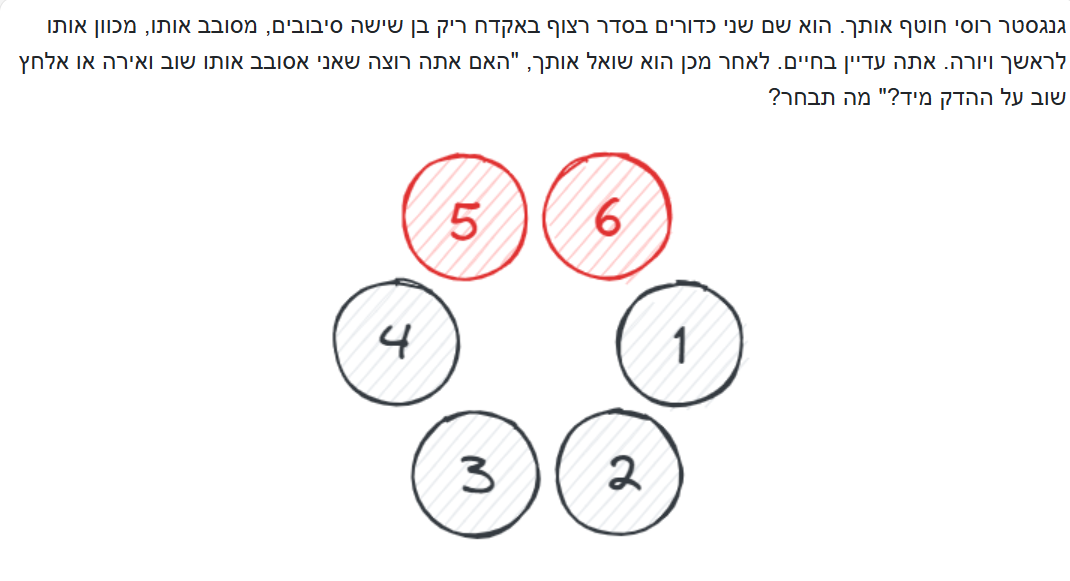 גנגסטר רוסי חוטף אותך. הוא שם שני כדורים בסדר רצוף באקדח ריק בן שישה סיבובים, מסובב אותו, מכוון אותו
לראשך ויורה. אתה עדיין בחיים. לאחר מכן הוא שואל אותך, "האם אתה רוצה שאני אסובב אותו שוב ואירה או אלחץ
שוב על ההדק מיד?" מה תבחר?
5 6
4 1
3 2